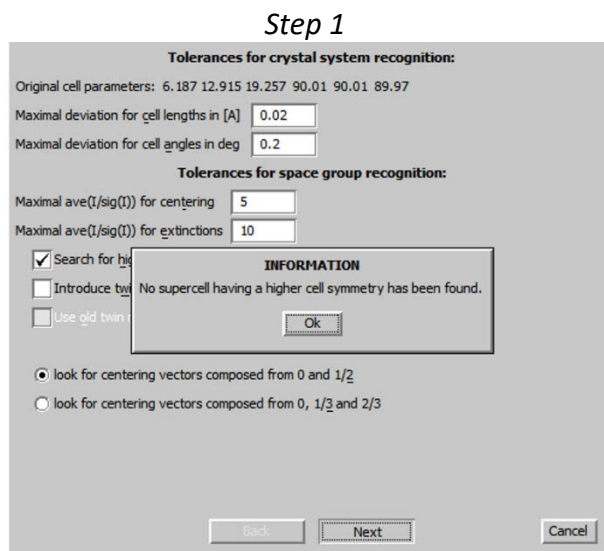 Step 1
Tolerances for crystal system recognition:
Original cell parameters: 6.187 12.915 19.257 90.01 90.01 89.97
Maximal deviation for cell lengths in [A] 0.02
Maximal deviation for cell angles in deg 0.2
Tolerances for space group recognition:
Maximal ave(I/sig(I)) for centering 5
Maximal ave(I/sig(I)) for extinctions 10
Search for
INFORMATION
Introduce
No supercell having a higher cell symmetry has been found.
Use old twin
Ok
look for centering vectors composed from 0 and 1/2
look for centering vectors composed from 0, 1/3 and 2/3
Back Next Cancel